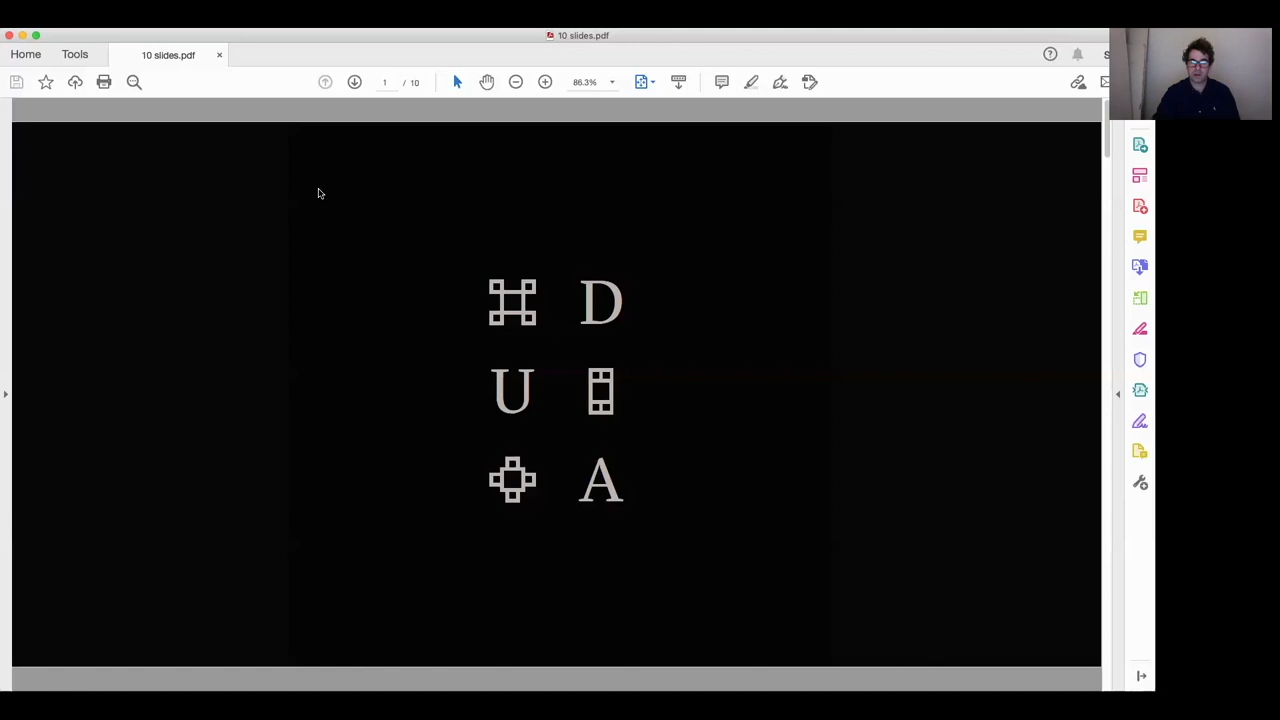 10 slides.pdf
Home
Tools
10 slides.pdf
1 / 10
86.3%
⌘ D
U
A